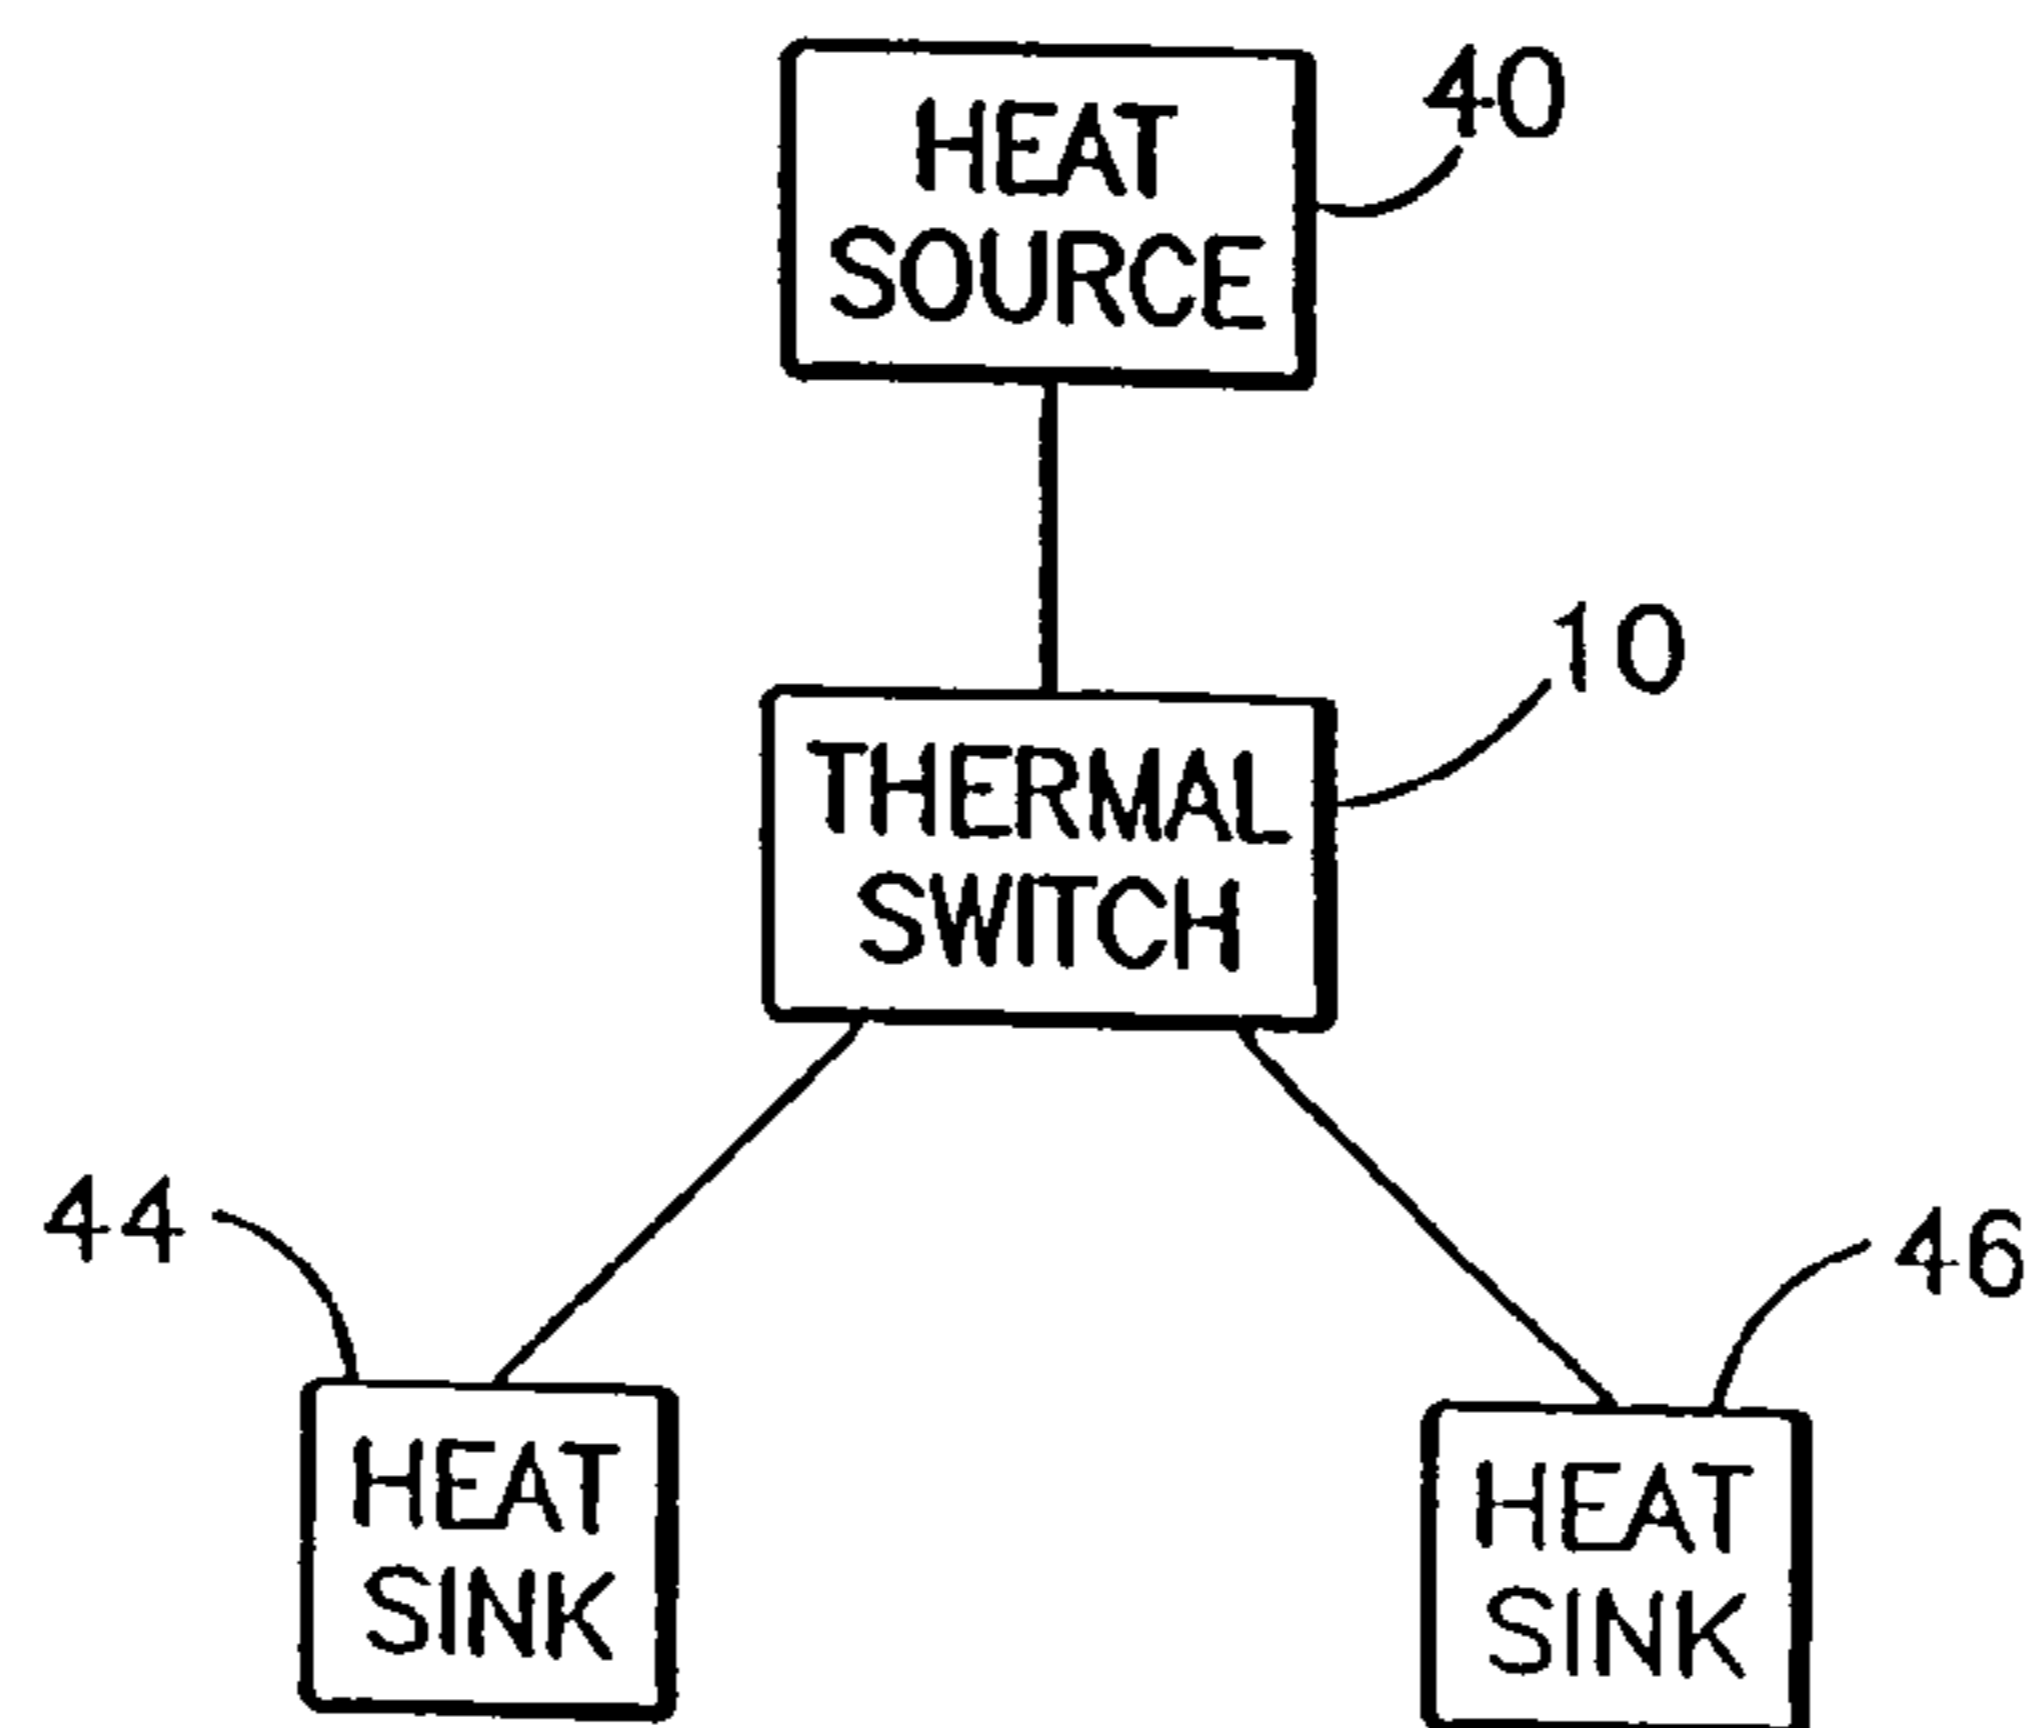 HEAT
SOURCE
40
10
THERMAL
SWITCH
44
46
HEAT
SINK
HEAT
SINK